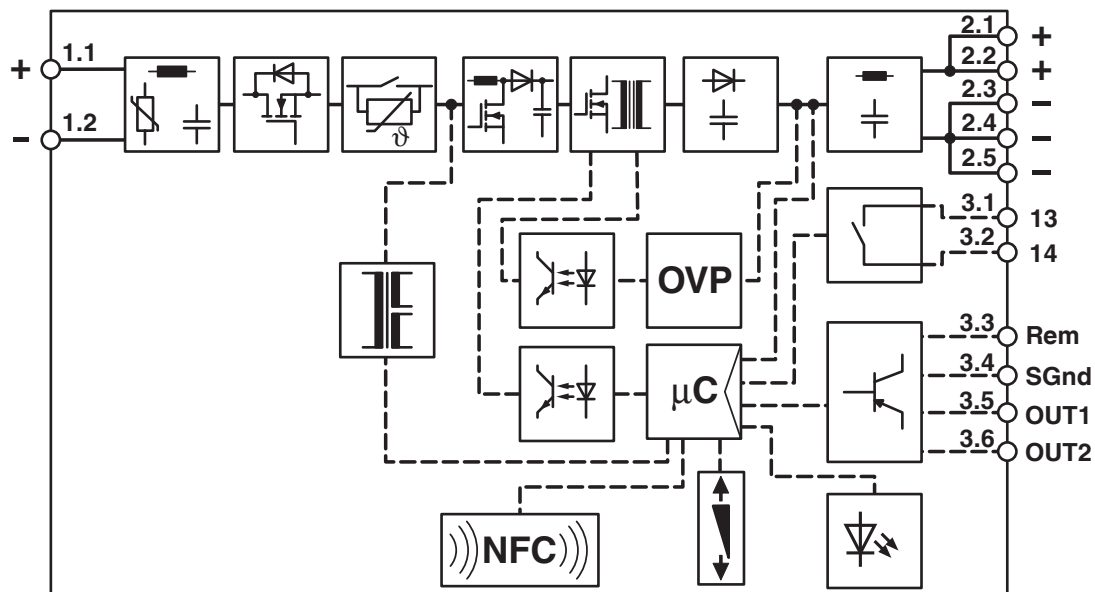 2.1 +
+ 1.1 2.2 +
2.3 −
− 1.2 2.4 −
2.5 −
ϑ
3.1 13
3.2 14
OVP
3.3 Rem
3.4 SGnd
µC
3.5 OUT1
3.6 OUT2
NFC